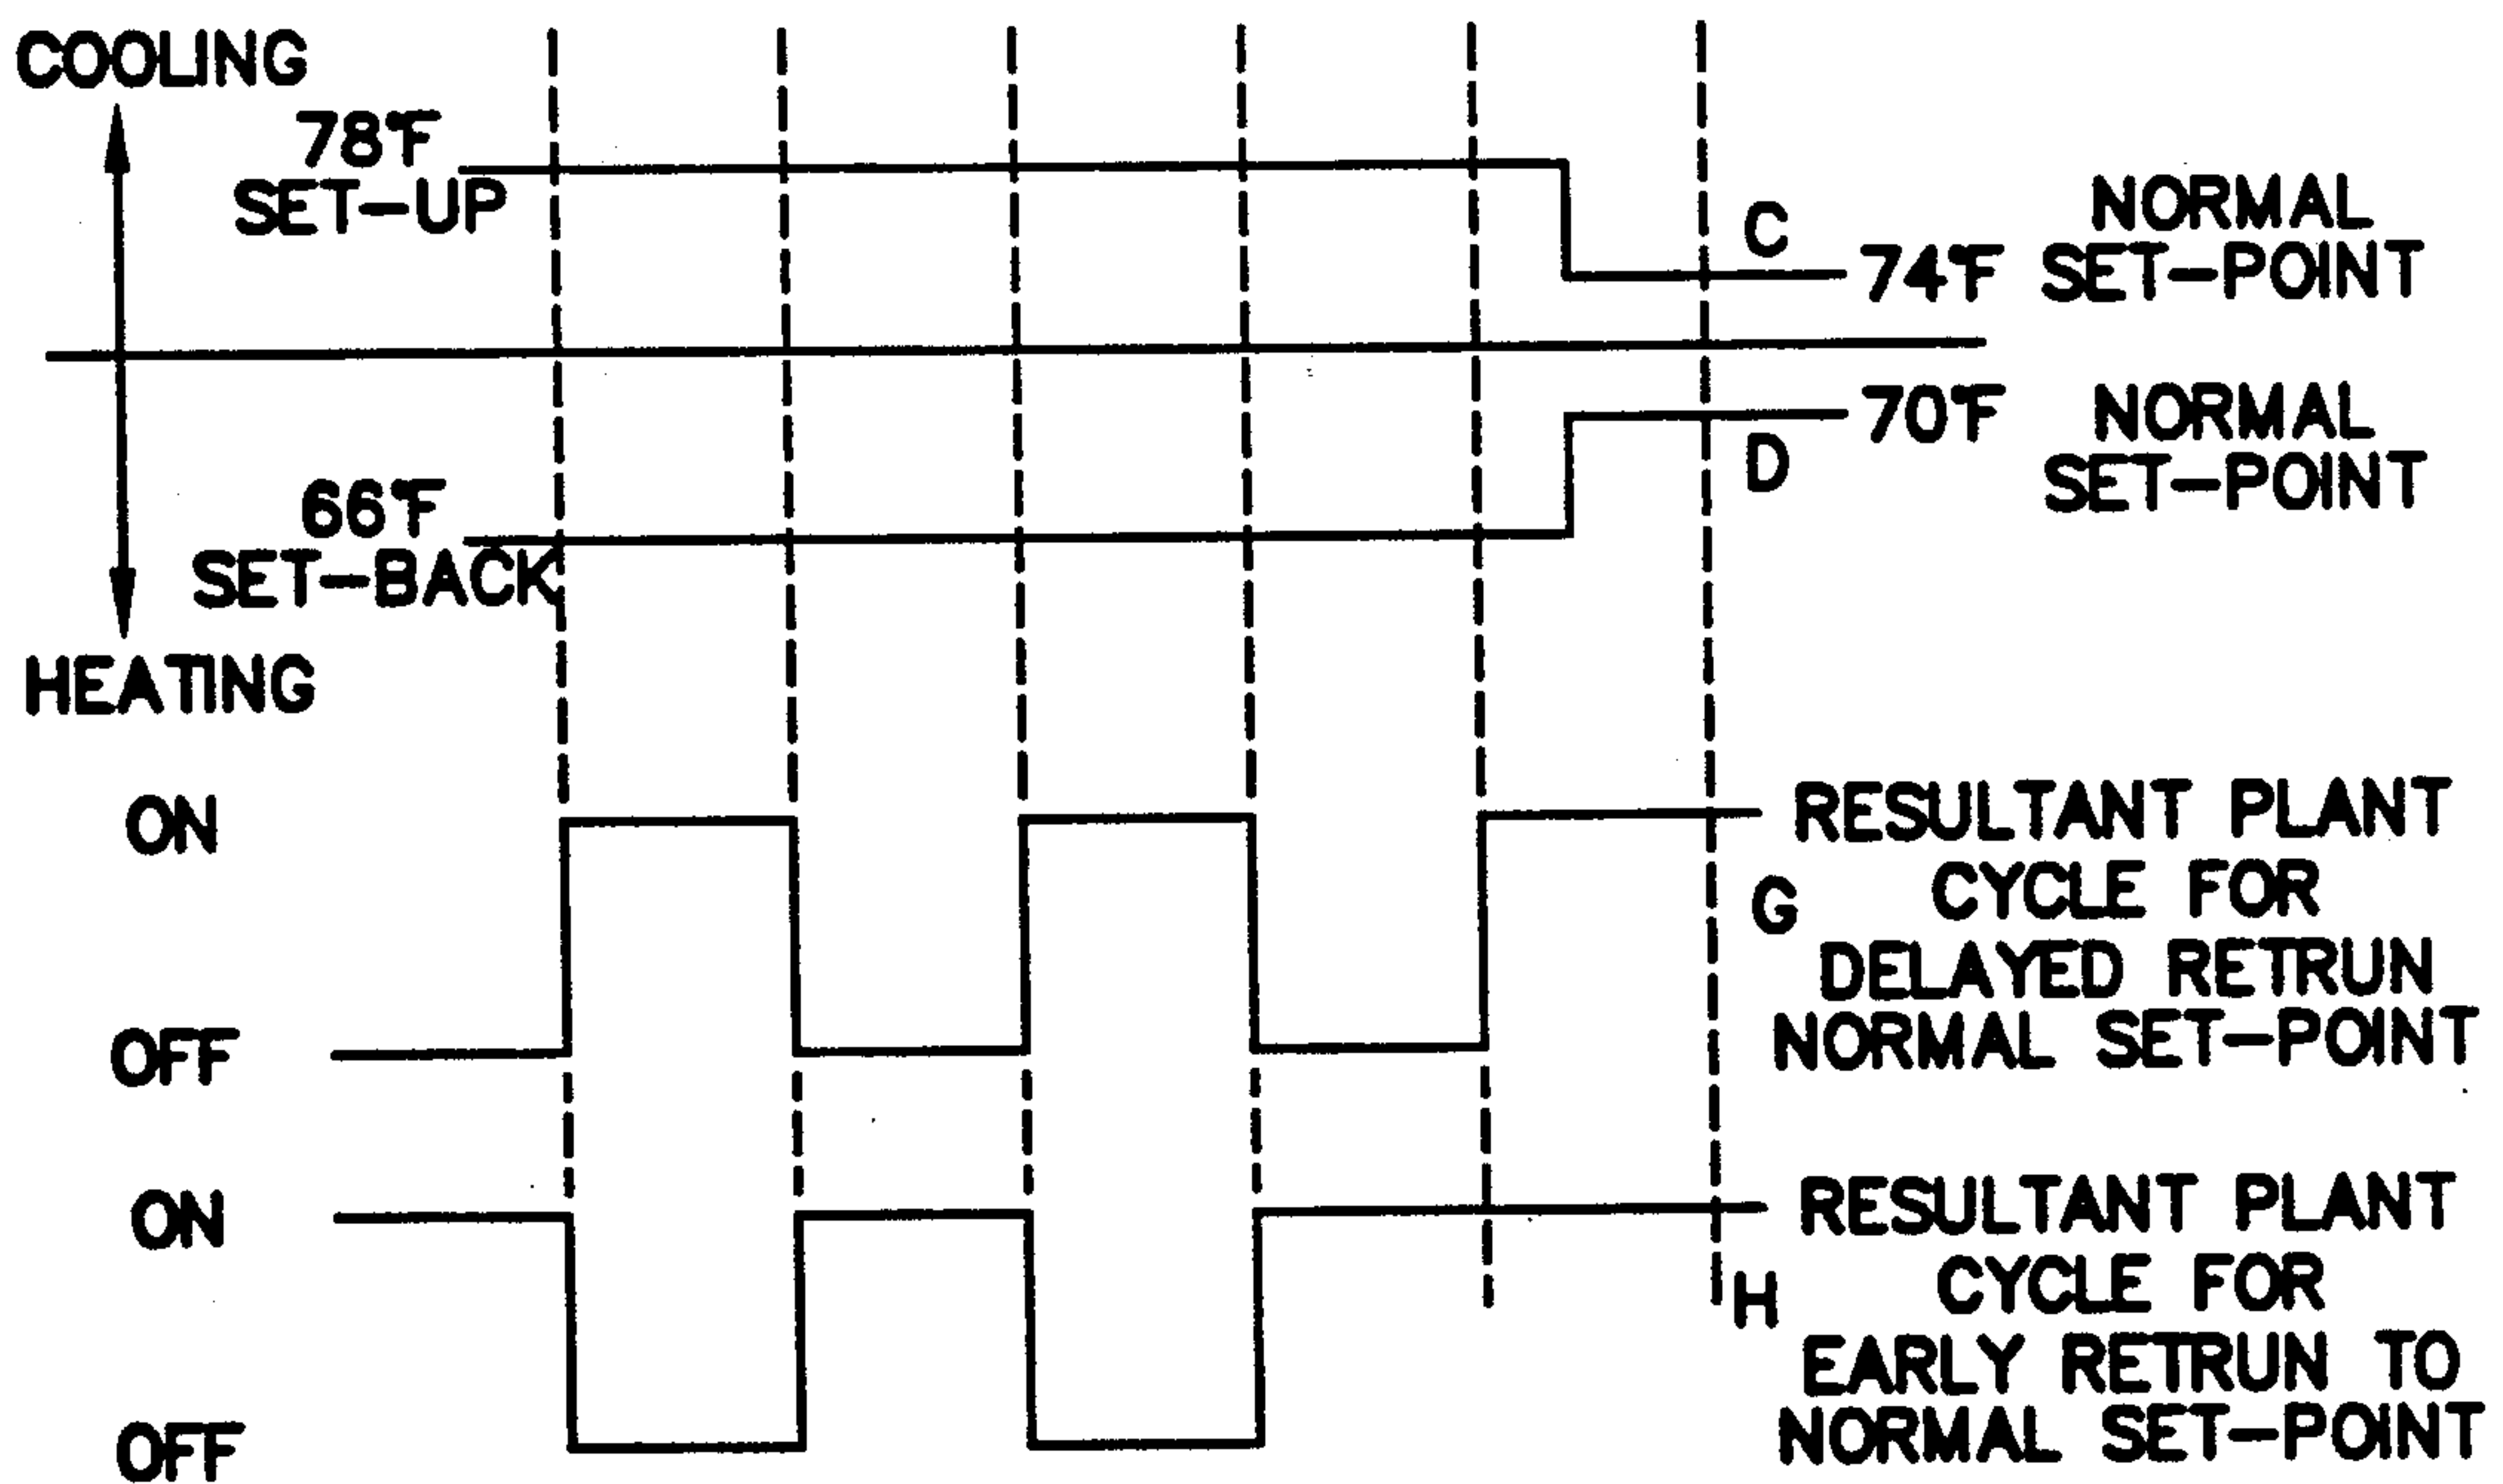 COOLING
78°F
SET-UP
C
NORMAL
74°F SET-POINT
70°F NORMAL
D
SET-POINT
66°F
SET-BACK
HEATING
ON
OFF
RESULTANT PLANT
CYCLE FOR
G
DELAYED RETRUN
NORMAL SET-POINT
ON
OFF
RESULTANT PLANT
CYCLE FOR
H
EARLY RETRUN TO
NORMAL SET-POINT